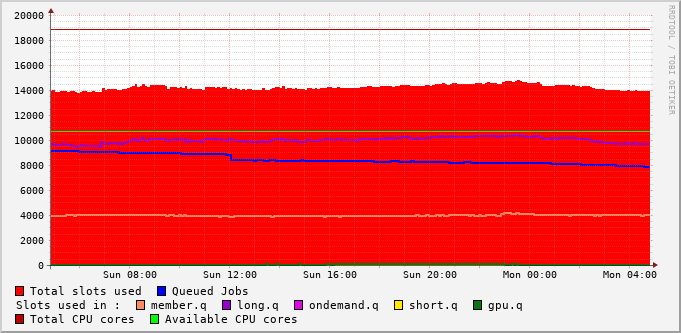 RRDTOOL / TOBI OETIKER
20000
18000
16000
14000
12000
10000
8000
6000
4000
2000
0
Sun 08:00 Sun 12:00 Sun 16:00 Sun 20:00 Mon 00:00 Mon 04:00
Total slots used Queued Jobs
Slots used in : member.q long.q ondemand.q short.q gpu.q
Total CPU cores Available CPU cores